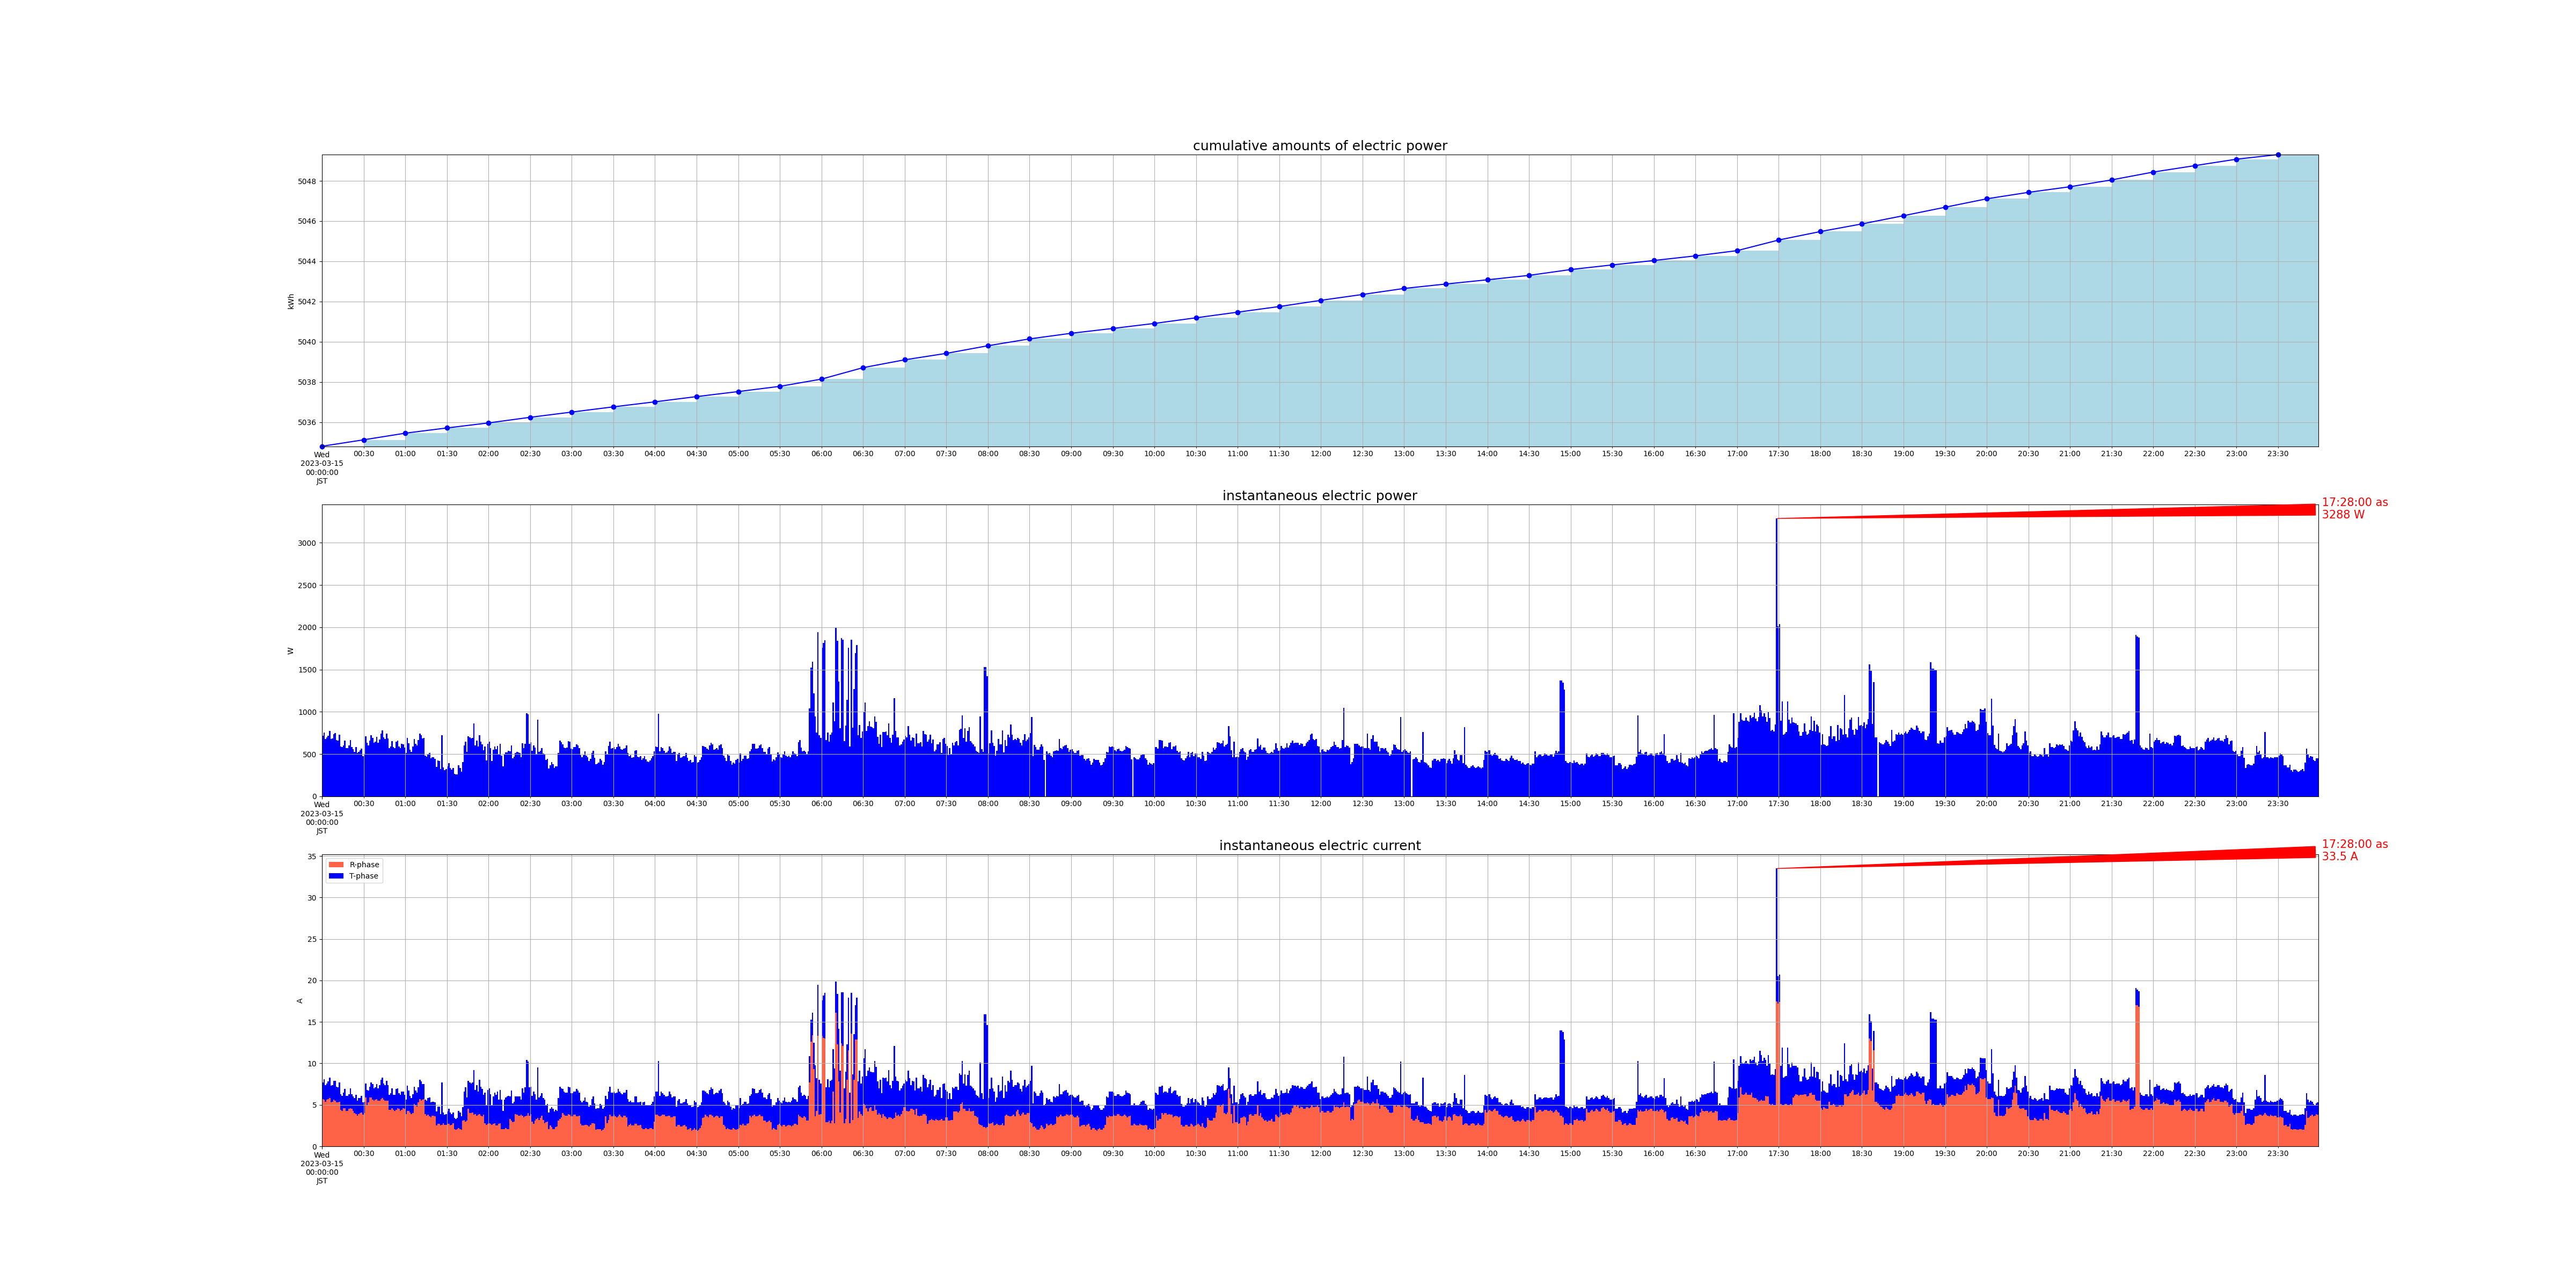 cumulative amounts of electric power
5048
5046
5044
5042
5040
5038
5036
kWh
00:30 01:00 01:30 02:00 02:30 03:00 03:30 04:00 04:30 05:00 05:30 06:00 06:30 07:00 07:30 08:00 08:30 09:00 09:30 10:00 10:30 11:00 11:30 12:00 12:30 13:00 13:30 14:00 14:30 15:00 15:30 16:00 16:30 17:00 17:30 18:00 18:30 19:00 19:30 20:00 20:30 21:00 21:30 22:00 22:30 23:00 23:30
Wed
2023-03-15
00:00:00
JST
instantaneous electric power
17:28:00 as
3288 W
3000
2500
2000
1500
1000
500
0
W
00:30 01:00 01:30 02:00 02:30 03:00 03:30 04:00 04:30 05:00 05:30 06:00 06:30 07:00 07:30 08:00 08:30 09:00 09:30 10:00 10:30 11:00 11:30 12:00 12:30 13:00 13:30 14:00 14:30 15:00 15:30 16:00 16:30 17:00 17:30 18:00 18:30 19:00 19:30 20:00 20:30 21:00 21:30 22:00 22:30 23:00 23:30
Wed
2023-03-15
00:00:00
JST
instantaneous electric current
17:28:00 as
33.5 A
R-phase
T-phase
35
30
25
20
15
10
5
0
A
00:30 01:00 01:30 02:00 02:30 03:00 03:30 04:00 04:30 05:00 05:30 06:00 06:30 07:00 07:30 08:00 08:30 09:00 09:30 10:00 10:30 11:00 11:30 12:00 12:30 13:00 13:30 14:00 14:30 15:00 15:30 16:00 16:30 17:00 17:30 18:00 18:30 19:00 19:30 20:00 20:30 21:00 21:30 22:00 22:30 23:00 23:30
Wed
2023-03-15
00:00:00
JST